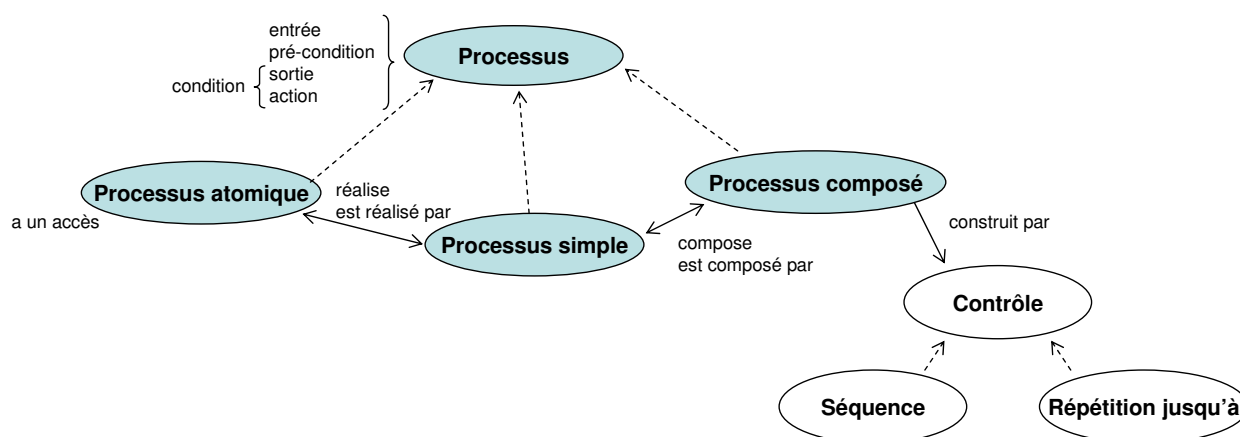 entrée
pré-condition
condition
sortie
action
Processus
Processus atomique
a un accès
réalise
est réalisé par
Processus simple
Processus composé
compose
est composé par
construit par
Contrôle
Séquence
Répétition jusqu'à